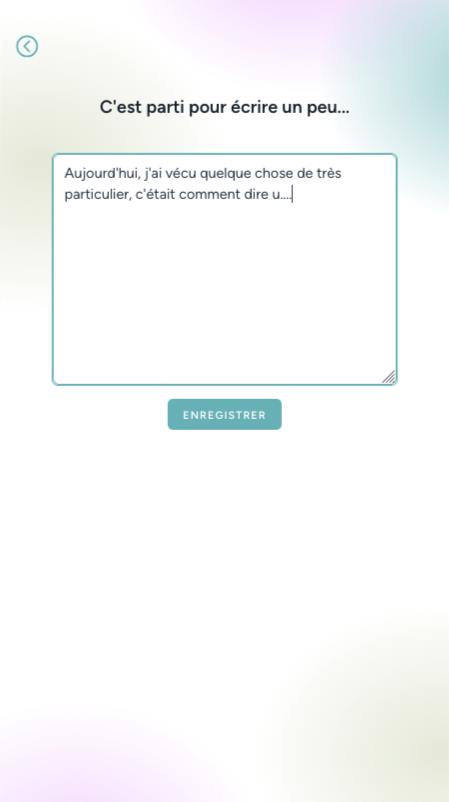 C'est parti pour écrire un peu...
Aujourd'hui, j'ai vécu quelque chose de très
particulier, c'était comment dire u....
ENREGISTRER